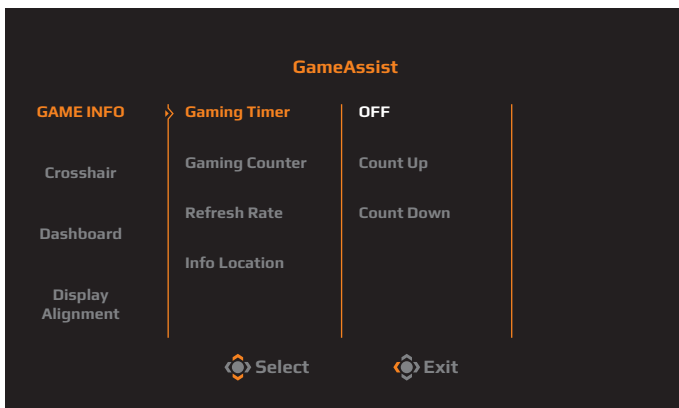 GameAssist
GAME INFO
Crosshair
Dashboard
Display
Alignment
Gaming Timer
Gaming Counter
Refresh Rate
Info Location
OFF
Count Up
Count Down
Select
Exit